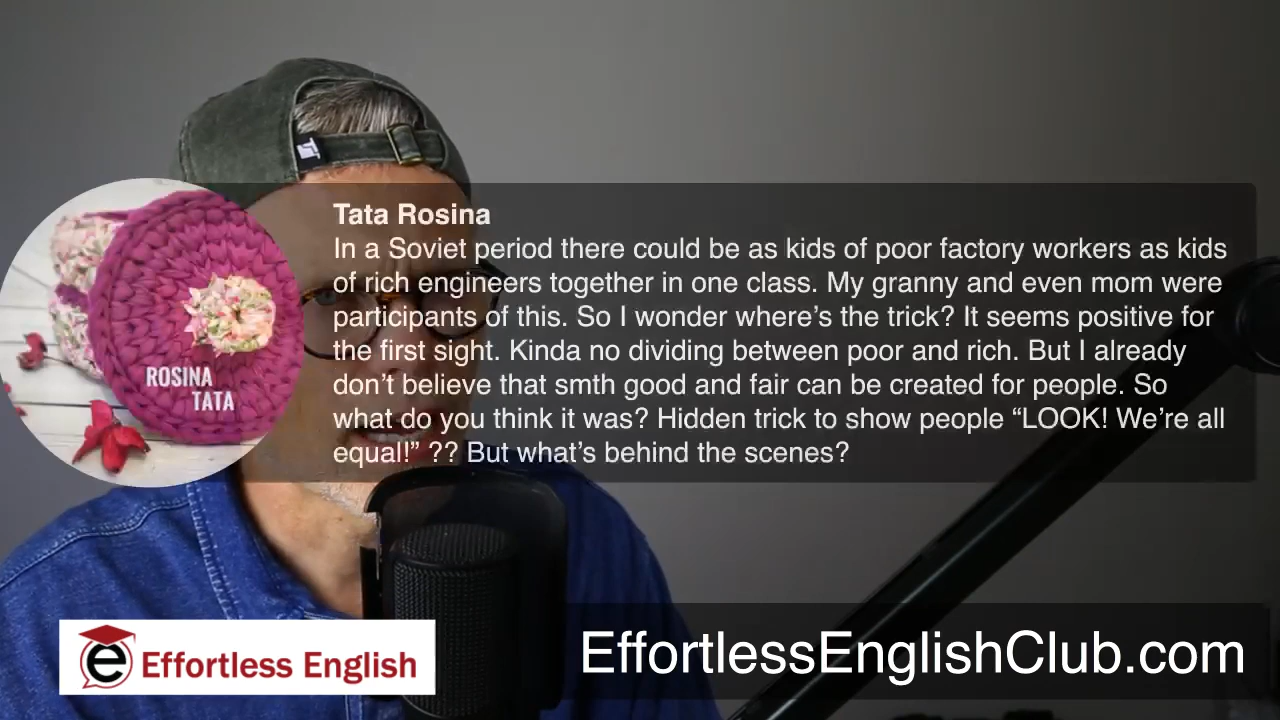 Tata Rosina
In a Soviet period there could be as kids of poor factory workers as kids
of rich engineers together in one class. My granny and even mom were
participants of this. So I wonder where's the trick? It seems positive for
the first sight. Kinda no dividing between poor and rich. But I already
don't believe that smth good and fair can be created for people. So
what do you think it was? Hidden trick to show people “LOOK! We're all
equal!” ?? But what's behind the scenes?
ROSINA
TATA
e Effortless English
EffortlessEnglishClub.com